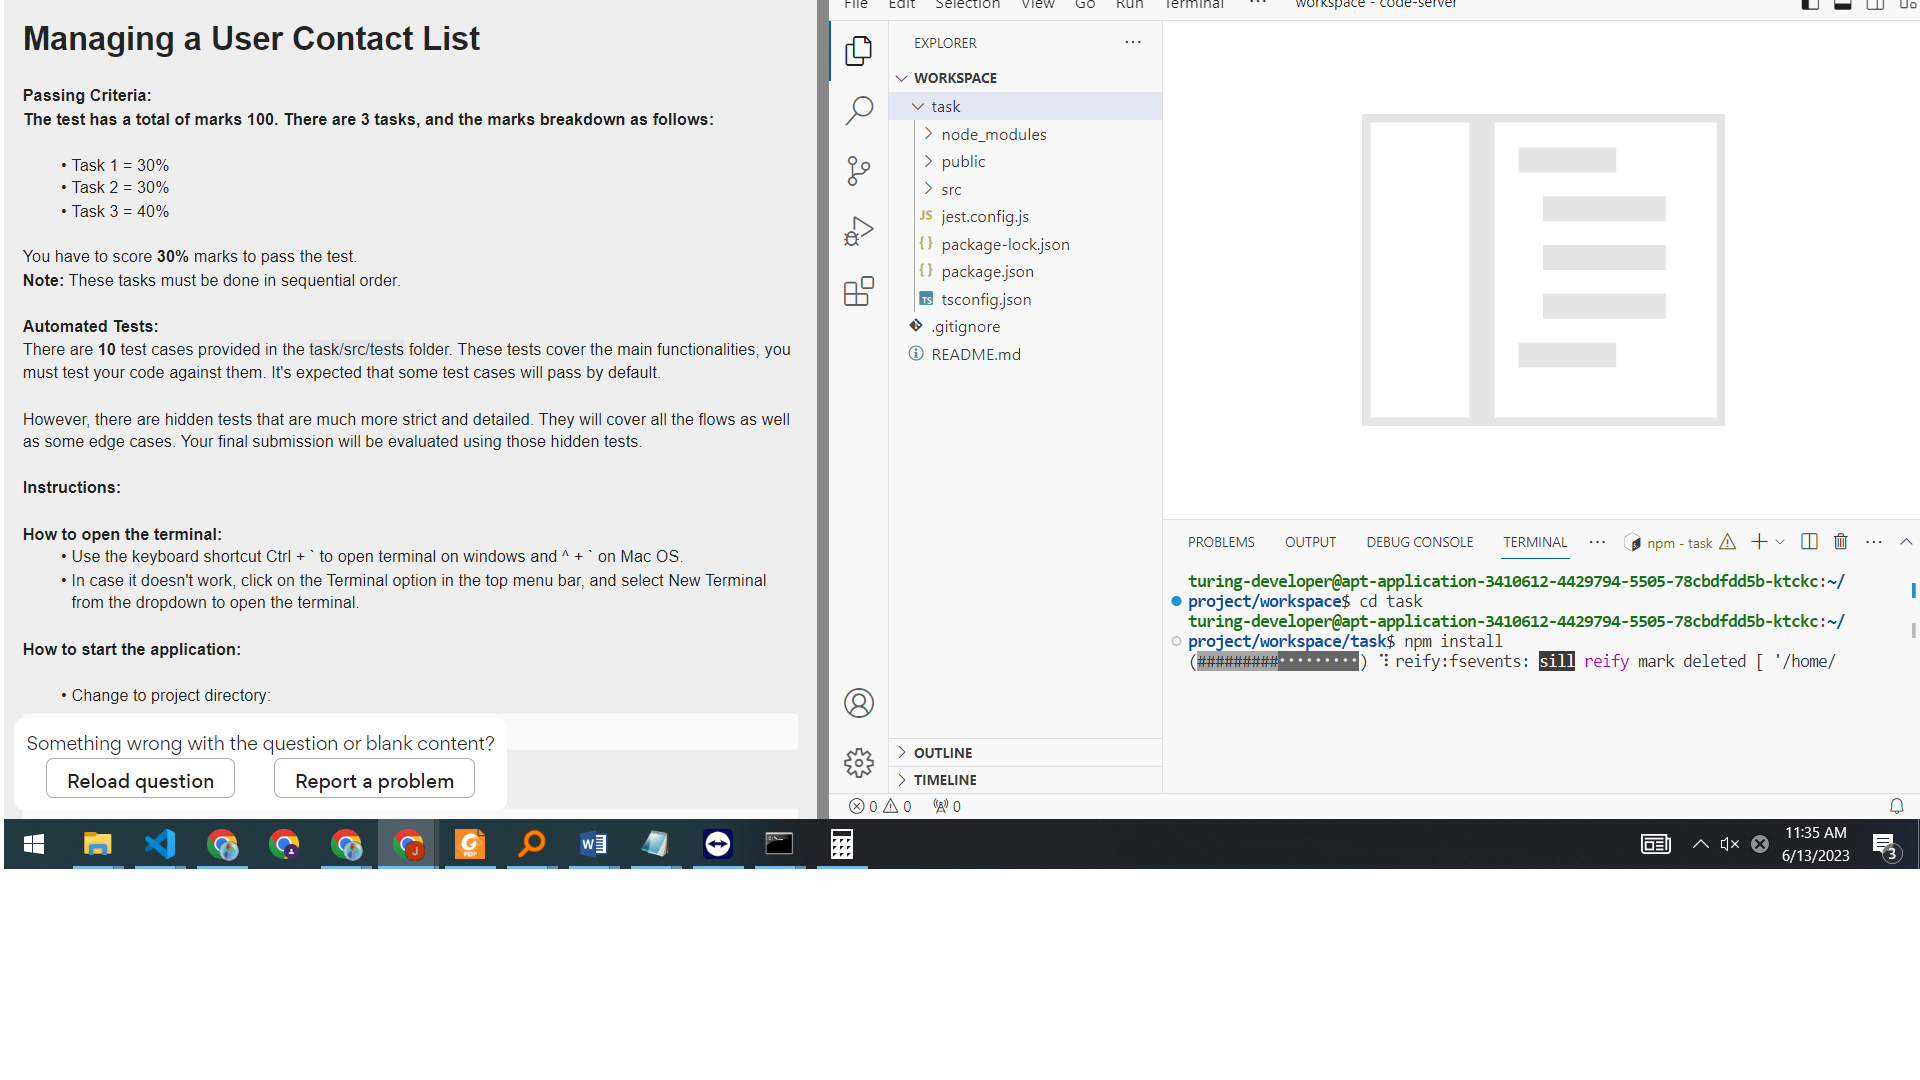 Managing a User Contact List
Passing Criteria:
The test has a total of marks 100. There are 3 tasks, and the marks breakdown as follows:
• Task 1 = 30%
• Task 2 = 30%
• Task 3 = 40%
You have to score 30% marks to pass the test.
Note: These tasks must be done in sequential order.
Automated Tests:
There are 10 test cases provided in the task/src/tests folder. These tests cover the main functionalities, you
must test your code against them. It's expected that some test cases will pass by default.
However, there are hidden tests that are much more strict and detailed. They will cover all the flows as well
as some edge cases. Your final submission will be evaluated using those hidden tests.
Instructions:
How to open the terminal:
• Use the keyboard shortcut Ctrl + ` to open terminal on windows and ^ + ` on Mac OS.
• In case it doesn't work, click on the Terminal option in the top menu bar, and select New Terminal
from the dropdown to open the terminal.
How to start the application:
• Change to project directory:
Something wrong with the question or blank content?
Reload question Report a problem
File Edit Selection View Go Run Terminal ··· workspace - code-server
EXPLORER ···
WORKSPACE
task
node_modules
public
src
JS jest.config.js
{} package-lock.json
{} package.json
TS tsconfig.json
.gitignore
README.md
OUTLINE
TIMELINE
PROBLEMS OUTPUT DEBUG CONSOLE TERMINAL ··· npm - task
turing-developer@apt-application-3410612-4429794-5505-78cbdfdd5b-ktckc:~/
project/workspace$ cd task
turing-developer@apt-application-3410612-4429794-5505-78cbdfdd5b-ktckc:~/
project/workspace/task$ npm install
(#########·········) ⠹ reify:fsevents: sill reify mark deleted [ '/home/
0 0 0
11:35 AM
6/13/2023
3